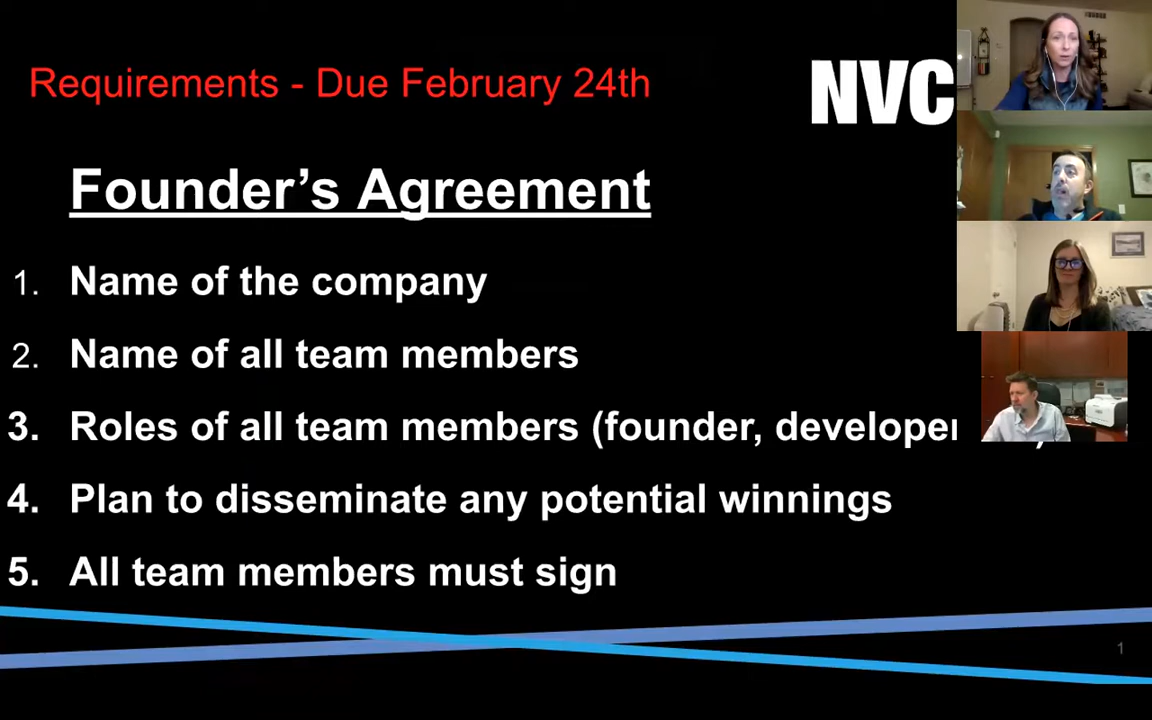 Requirements - Due February 24th
NVC
Founder’s Agreement
1. Name of the company
2. Name of all team members
3. Roles of all team members (founder, developer
4. Plan to disseminate any potential winnings
5. All team members must sign
1